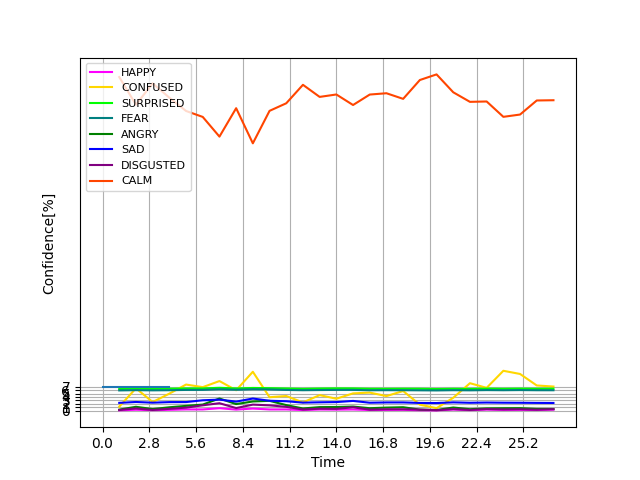 HAPPY
CONFUSED
SURPRISED
FEAR
ANGRY
SAD
DISGUSTED
CALM
Confidence[%]
7
0.0 2.8 5.6 8.4 11.2 14.0 16.8 19.6 22.4 25.2
Time